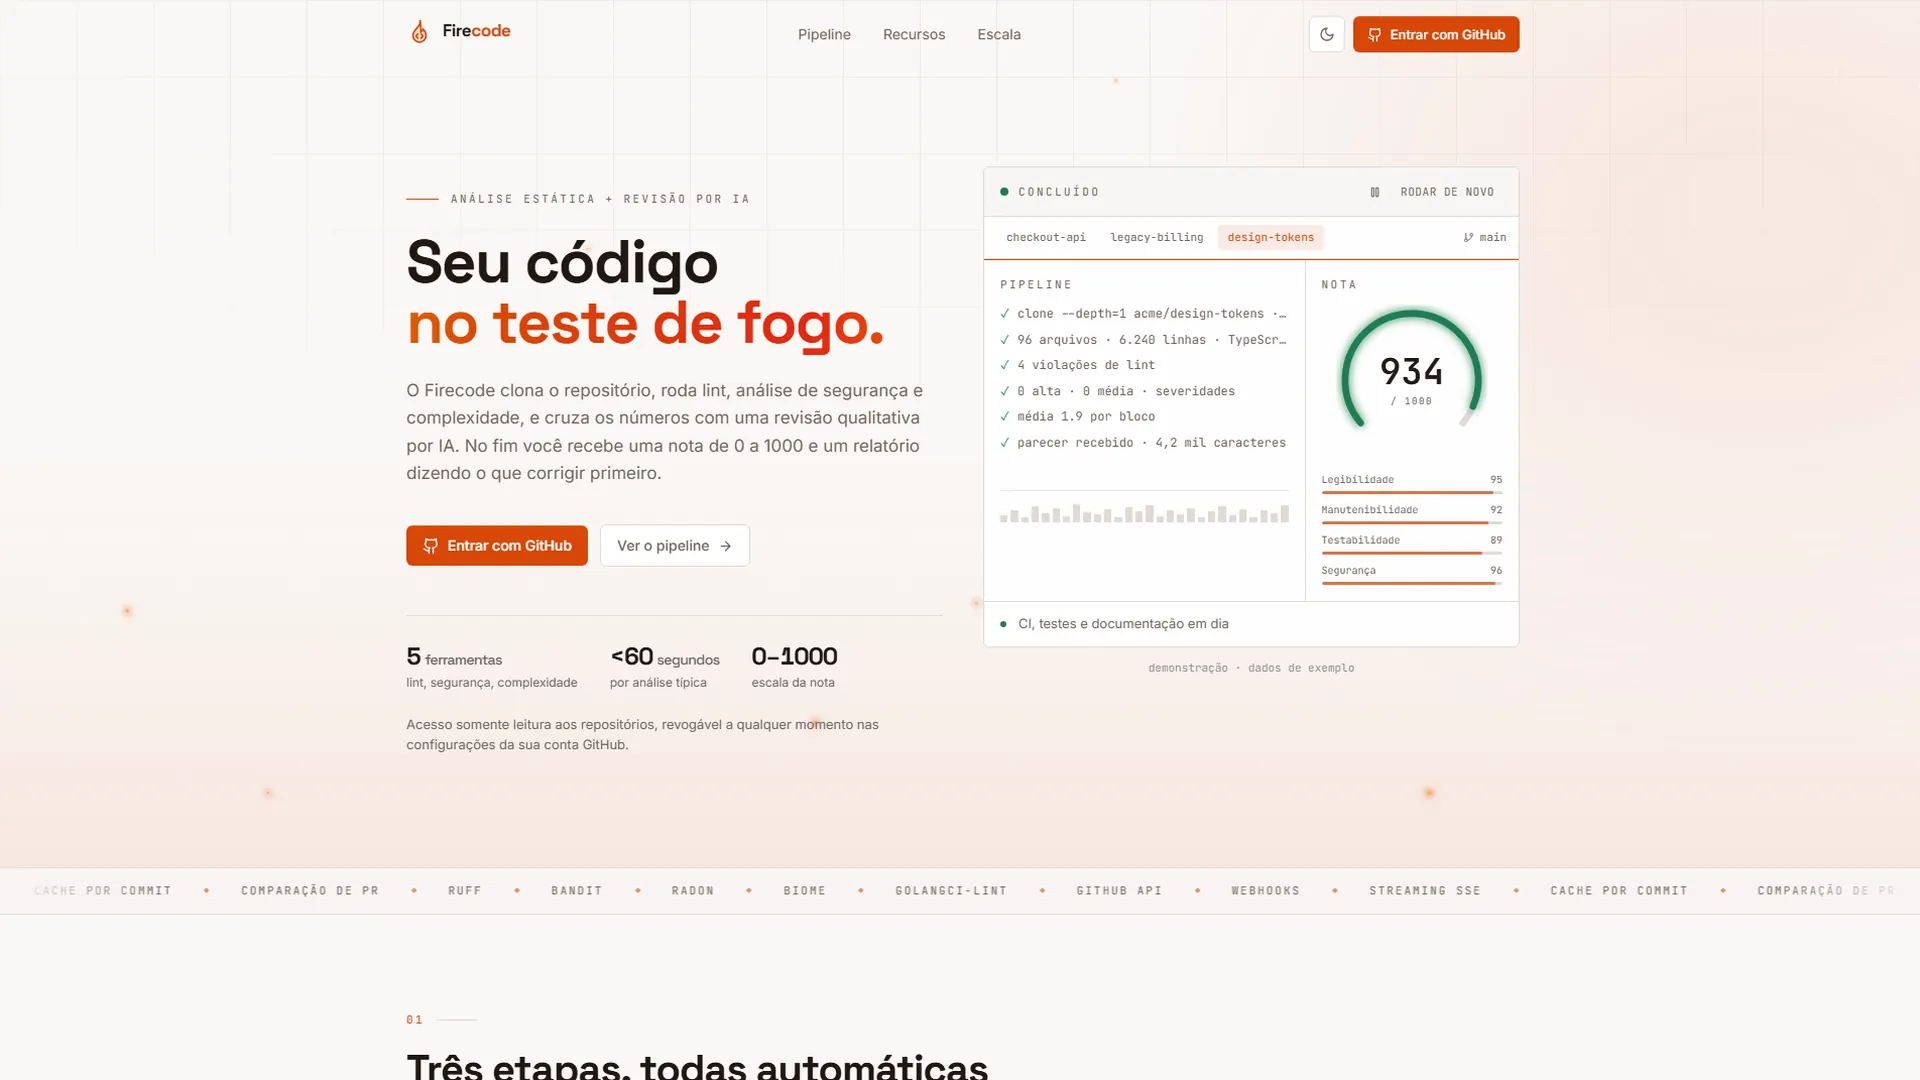 Firecode
Pipeline
Recursos
Escala
Entrar com GitHub
ANÁLISE ESTÁTICA + REVISÃO POR IA
Seu código
no teste de fogo.
O Firecode clona o repositório, roda lint, análise de segurança e
complexidade, e cruza os números com uma revisão qualitativa
por IA. No fim você recebe uma nota de 0 a 1000 e um relatório
dizendo o que corrigir primeiro.
Entrar com GitHub
Ver o pipeline →
5 ferramentas
lint, segurança, complexidade
<60 segundos
por análise típica
0–1000
escala da nota
Acesso somente leitura aos repositórios, revogável a qualquer momento nas
configurações da sua conta GitHub.
CONCLUÍDO
RODAR DE NOVO
checkout-api
legacy-billing
design-tokens
main
PIPELINE
✓ clone --depth=1 acme/design-tokens ·…
✓ 96 arquivos · 6.240 linhas · TypeScr…
✓ 4 violações de lint
✓ 0 alta · 0 média · severidades
✓ média 1.9 por bloco
✓ parecer recebido · 4,2 mil caracteres
NOTA
934
/ 1000
Legibilidade 95
Manutenibilidade 92
Testabilidade 89
Segurança 96
CI, testes e documentação em dia
demonstração · dados de exemplo
CACHE POR COMMIT ◆ COMPARAÇÃO DE PR ◆ RUFF ◆ BANDIT ◆ RADON ◆ BIOME ◆ GOLANGCI-LINT ◆ GITHUB API ◆ WEBHOOKS ◆ STREAMING SSE ◆ CACHE POR COMMIT ◆ COMPARAÇÃO DE PR
01
Três etapas, todas automáticas